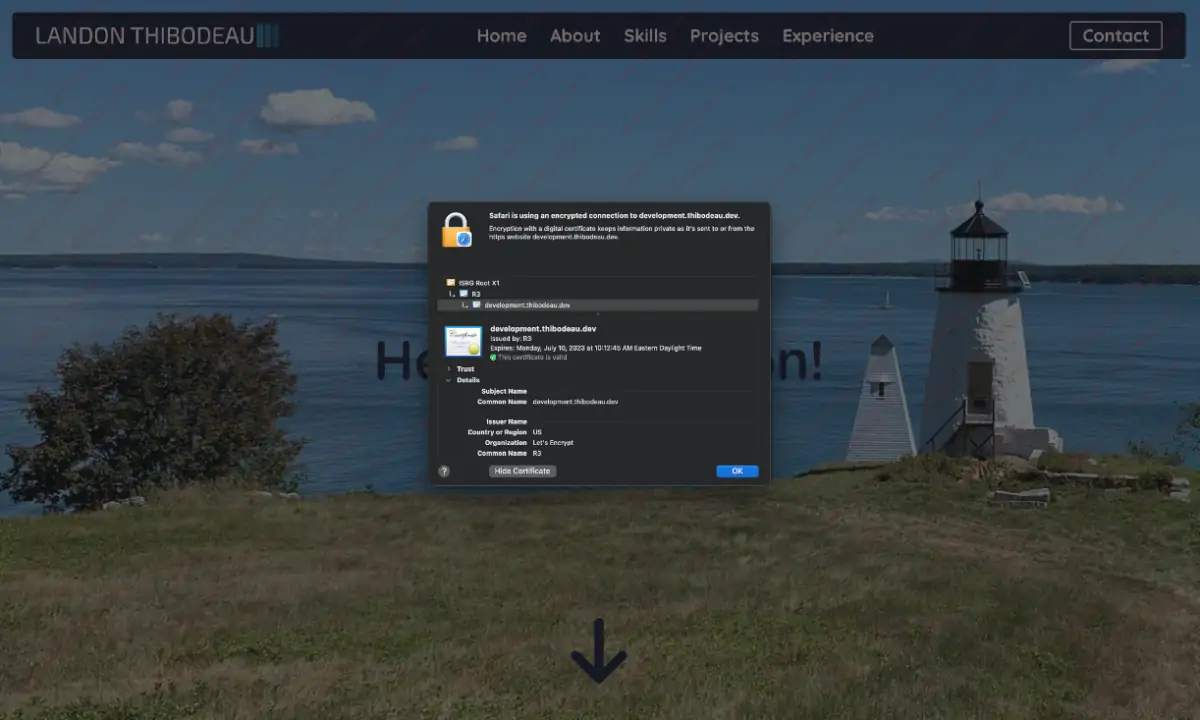 LANDON THIBODEAU
Home
About
Skills
Projects
Experience
Contact
Safari is using an encrypted connection to development.thibodeau.dev.
Encryption with a digital certificate keeps information private as it's sent to or from the
https website development.thibodeau.dev.
ISRG Root X1
R3
development.thibodeau.dev
development.thibodeau.dev
Issued by: R3
Expires: Monday, July 10, 2023 at 10:12:45 AM Eastern Daylight Time
This certificate is valid
Trust
Details
Subject Name
Common Name development.thibodeau.dev
Issuer Name
Country or Region US
Organization Let's Encrypt
Common Name R3
? Hide Certificate OK